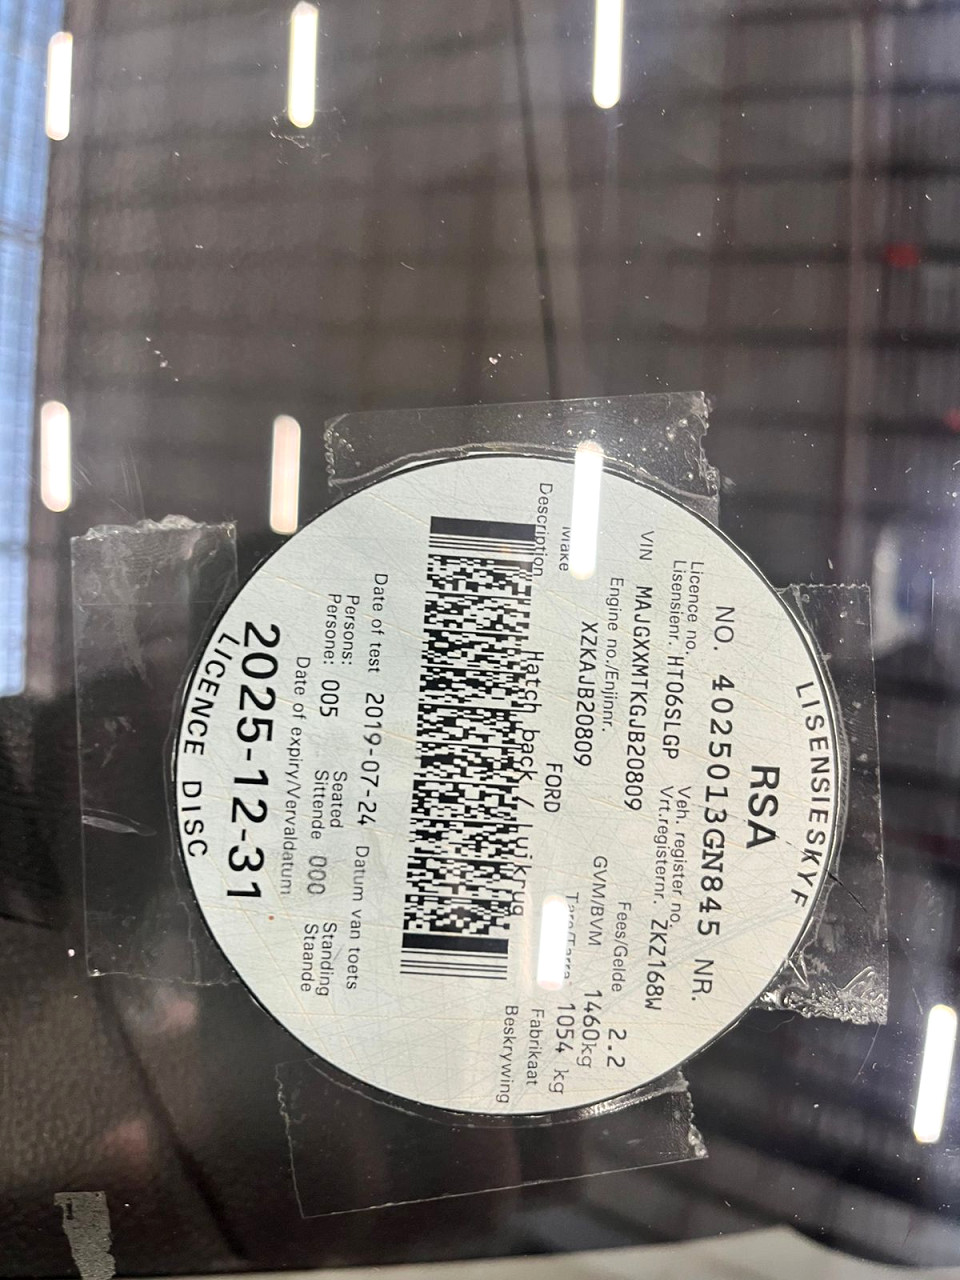 LISENSIESKYF
RSA
NO. 4025013GN845 NR.
Licence no. Veh. register no.
Lisensienr. HT06SLGP Vrt.registernr. ZKZ168W
VIN MAJGXXMTKGJB20809 Fees/Gelde 2.2
Engine no./Enjinnr. GVM/BVM 1460kg
XZKAJB20809 Tare/Tarra: 1054 kg
Make FORD Fabrikaat
Description Hatch back / Luikrug Beskrywing
Date of test 2019-07-24 Datum van toets
Persons: Seated Standing
Persone: 005 Sittende 000 Staande
Date of expiry/Vervaldatum
2025-12-31
LICENCE DISC